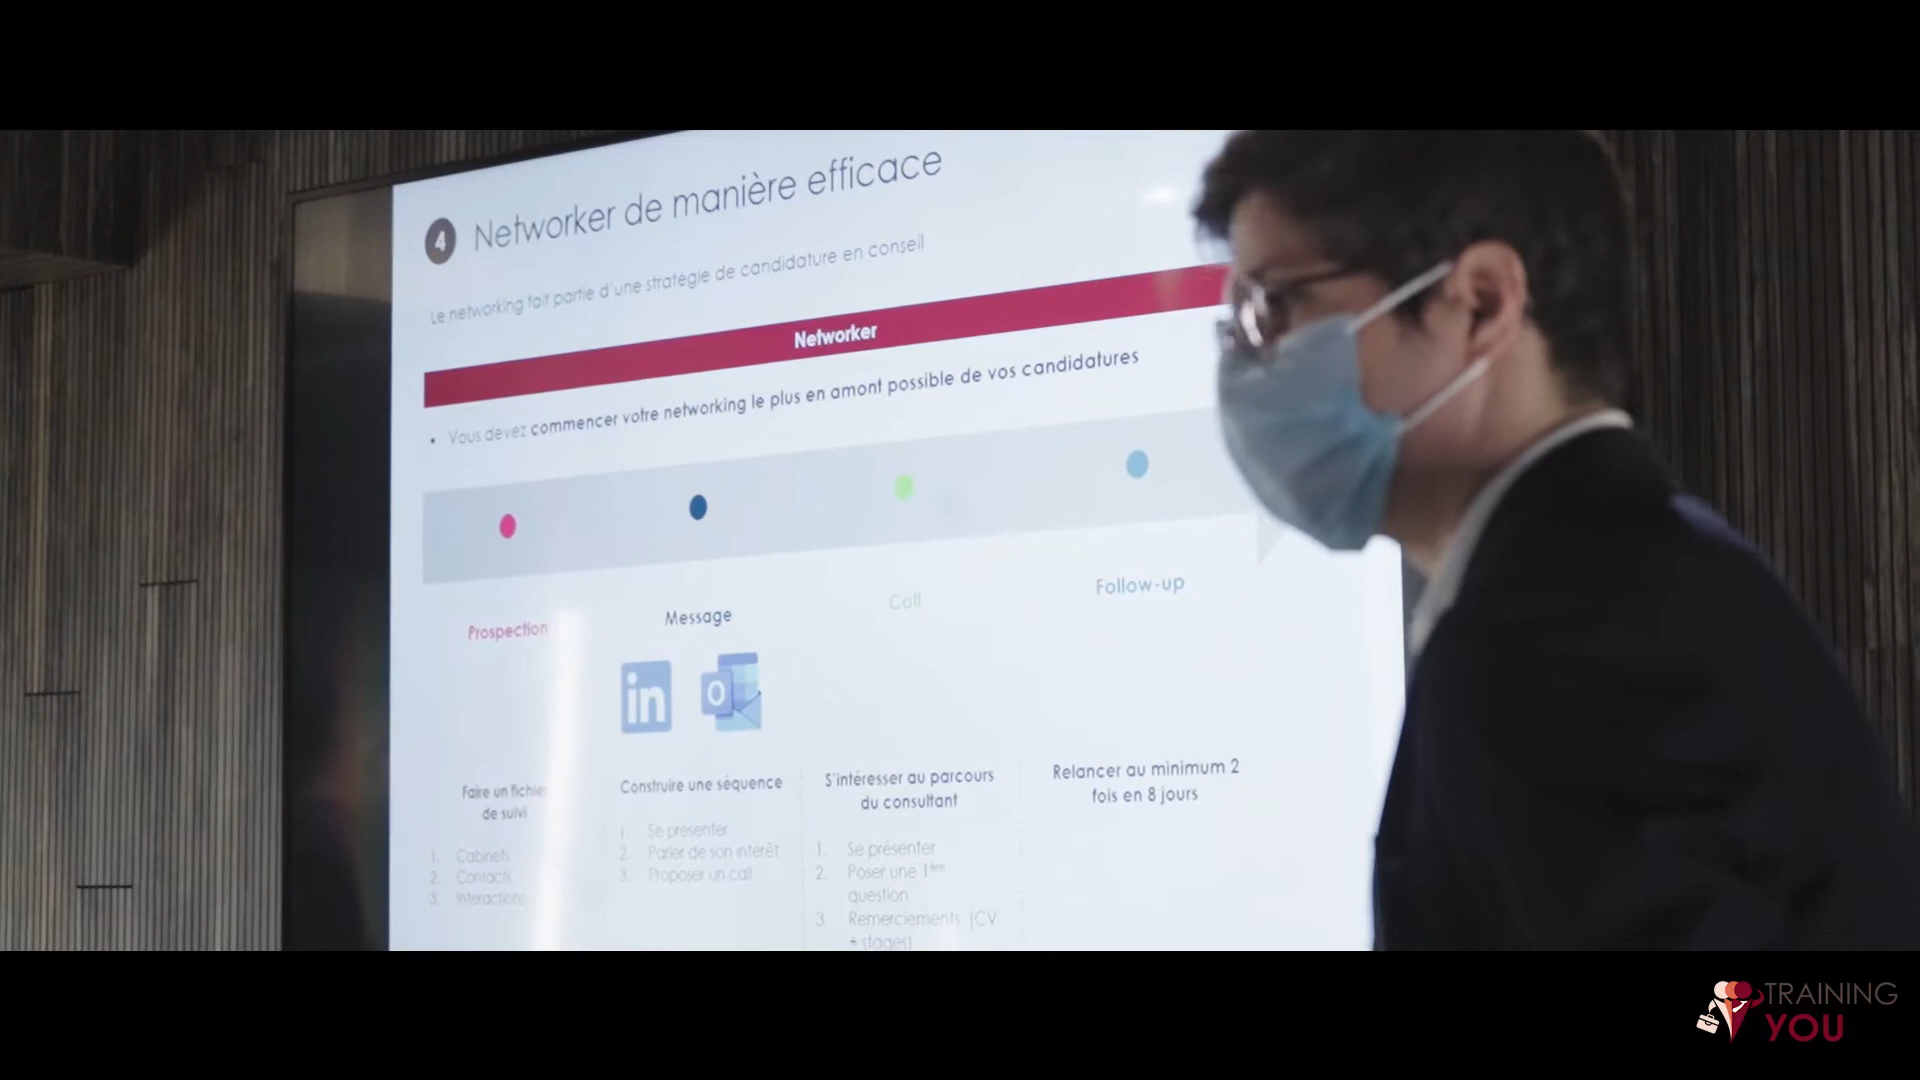 4 Networker de manière efficace
Le networking fait partie d'une stratégie de candidature en conseil
Networker
• Vous devez commencer votre networking le plus en amont possible de vos candidatures
Prospection
Message
Call
Follow-up
in
O
Faire un fichier
de suivi
1. Cabinets
2. Contacts
3. Interactions
Construire une séquence
1. Se présenter
2. Parler de son intérêt
3. Proposer un call
S'intéresser au parcours
du consultant
1. Se présenter
2. Poser une 1ère
question
3. Remerciements (CV
+ stages)
Relancer au minimum 2
fois en 8 jours
TRAINING
YOU